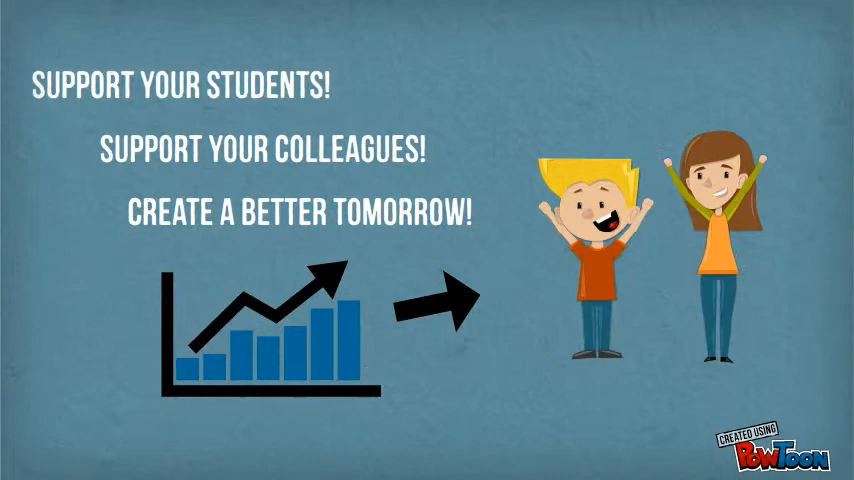 SUPPORT YOUR STUDENTS!
SUPPORT YOUR COLLEAGUES!
CREATE A BETTER TOMORROW!
CREATED USING
POWTOON